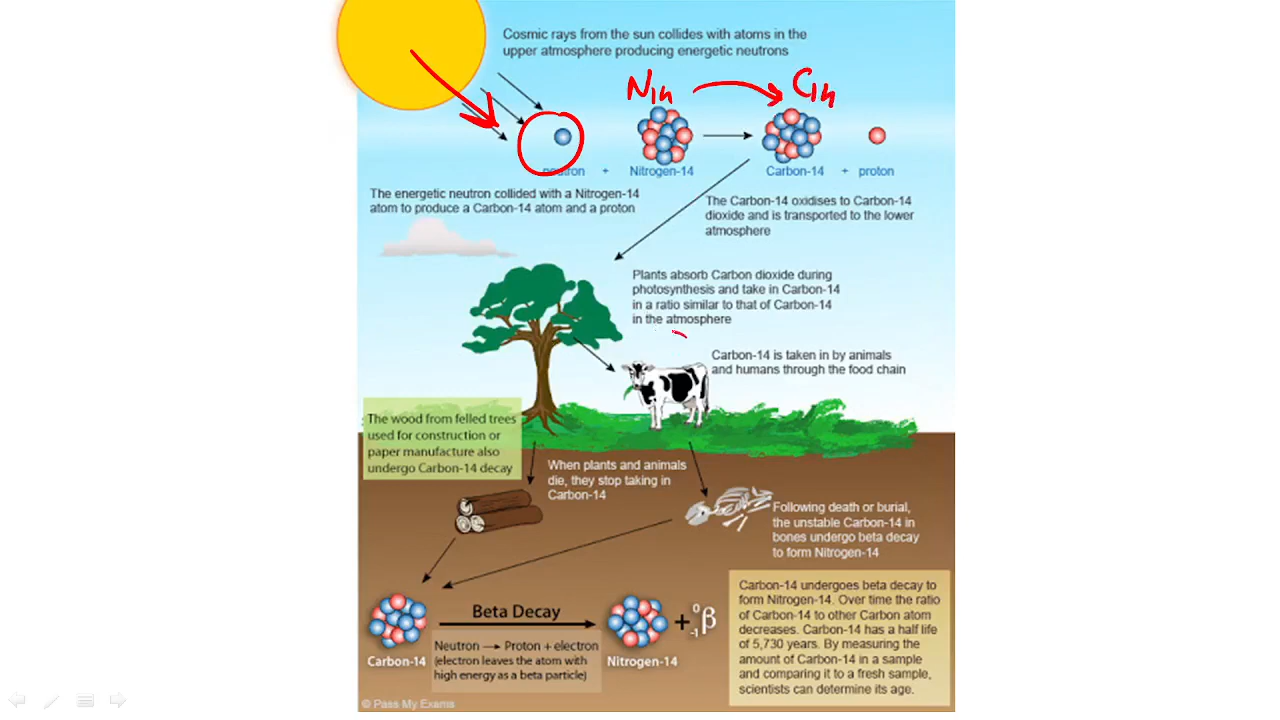 Cosmic rays from the sun collides with atoms in the
upper atmosphere producing energetic neutrons
N14
C14
neutron + Nitrogen-14
Carbon-14 + proton
The energetic neutron collided with a Nitrogen-14
atom to produce a Carbon-14 atom and a proton
The Carbon-14 oxidises to Carbon-14
dioxide and is transported to the lower
atmosphere
Plants absorb Carbon dioxide during
photosynthesis and take in Carbon-14
in a ratio similar to that of Carbon-14
in the atmosphere
Carbon-14 is taken in by animals
and humans through the food chain
The wood from felled trees
used for construction or
paper manufacture also
undergo Carbon-14 decay
When plants and animals
die, they stop taking in
Carbon-14
Following death or burial,
the unstable Carbon-14 in
bones undergo beta decay
to form Nitrogen-14
Carbon-14
Beta Decay
Neutron → Proton + electron
(electron leaves the atom with
high energy as a beta particle)
Nitrogen-14
+ 0 -1 β
Carbon-14 undergoes beta decay to
form Nitrogen-14. Over time the ratio
of Carbon-14 to other Carbon atom
decreases. Carbon-14 has a half life
of 5,730 years. By measuring the
amount of Carbon-14 in a sample
and comparing it to a fresh sample,
scientists can determine its age.
© Pass My Exams